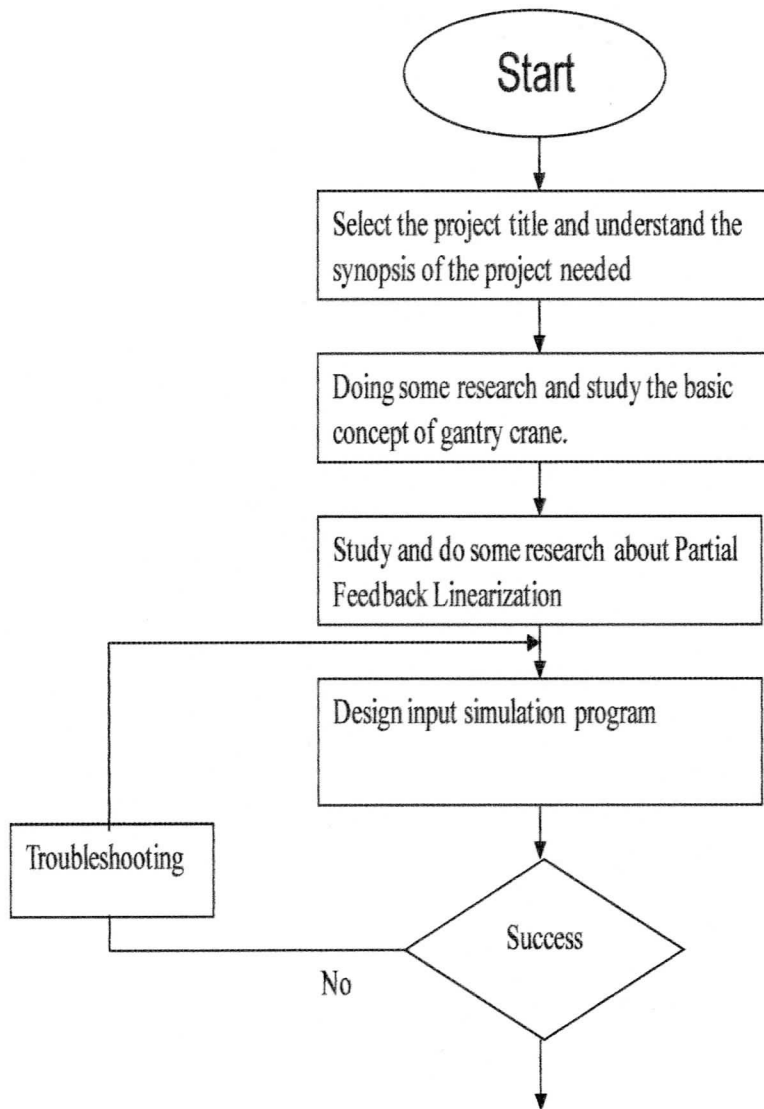 Start
Select the project title and understand the
synopsis of the project needed
Doing some research and study the basic
concept of gantry crane.
Study and do some research about Partial
Feedback Linearization
Design input simulation program
Troubleshooting
Success
No